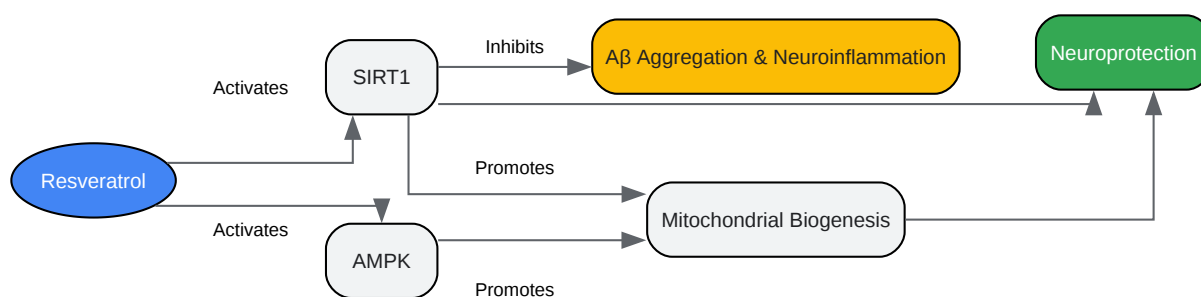 Inhibits
Aβ Aggregation & Neuroinflammation
Neuroprotection
SIRT1
Activates
Resveratrol
Promotes
Mitochondrial Biogenesis
Activates
AMPK
Promotes